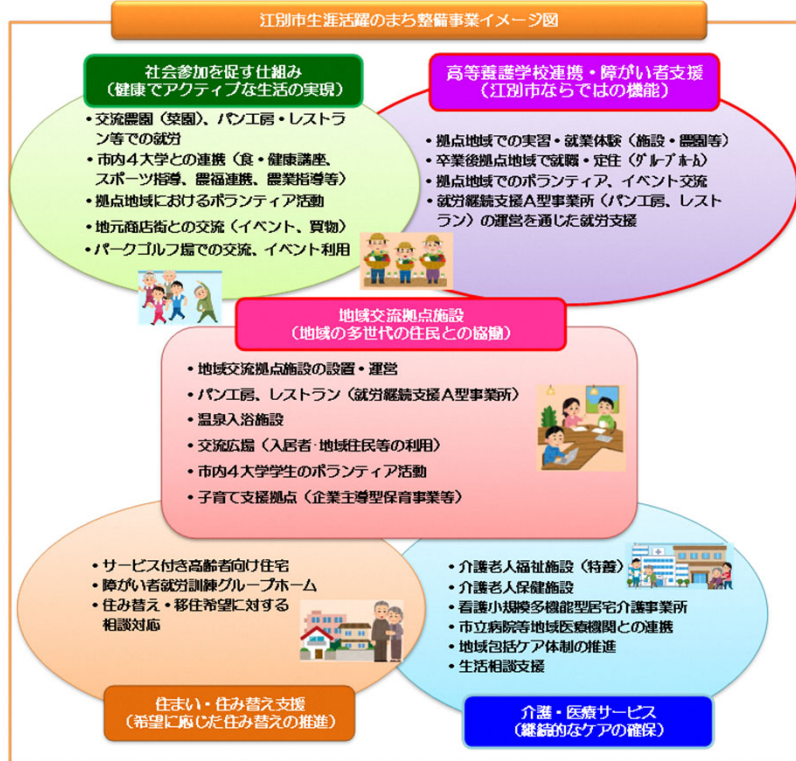 江別市生涯活躍のまち整備事業イメージ図
社会参加を促す仕組み
(健康でアクティブな生活の実現)
・交流農園(菜園)、パン工房・レストラ
ン等での就労
・市内4大学との連携(食・健康講座、
スポーツ指導、農福連携、農業指導等)
・拠点地域におけるボランティア活動
・地元商店街との交流(イベント、買物)
・パークゴルフ場での交流、イベント利用
高等養護学校連携・障がい者支援
(江別市ならではの機能)
・拠点地域での実習・就業体験(施設・農園等)
・卒業後拠点地域で就職・定住(グループホーム)
・拠点地域でのボランティア、イベント交流
・就労継続支援A型事業所(パン工房、レスト
ラン)の運営を通じた就労支援
地域交流拠点施設
(地域の多世代の住民との協働)
・地域交流拠点施設の設置・運営
・パン工房、レストラン(就労継続支援A型事業所)
・温泉入浴施設
・交流広場(入居者・地域住民等の利用)
・市内4大学学生のボランティア活動
・子育て支援拠点(企業主導型保育事業等)
・サービス付き高齢者向け住宅
・障がい者就労訓練グループホーム
・住み替え・移住希望に対する
相談対応
住まい・住み替え支援
(希望に応じた住み替えの推進)
・介護老人福祉施設(特養)
・介護老人保健施設
・看護小規模多機能型居宅介護事業所
・市立病院等地域医療機関との連携
・地域包括ケア体制の推進
・生活相談支援
介護・医療サービス
(継続的なケアの確保)